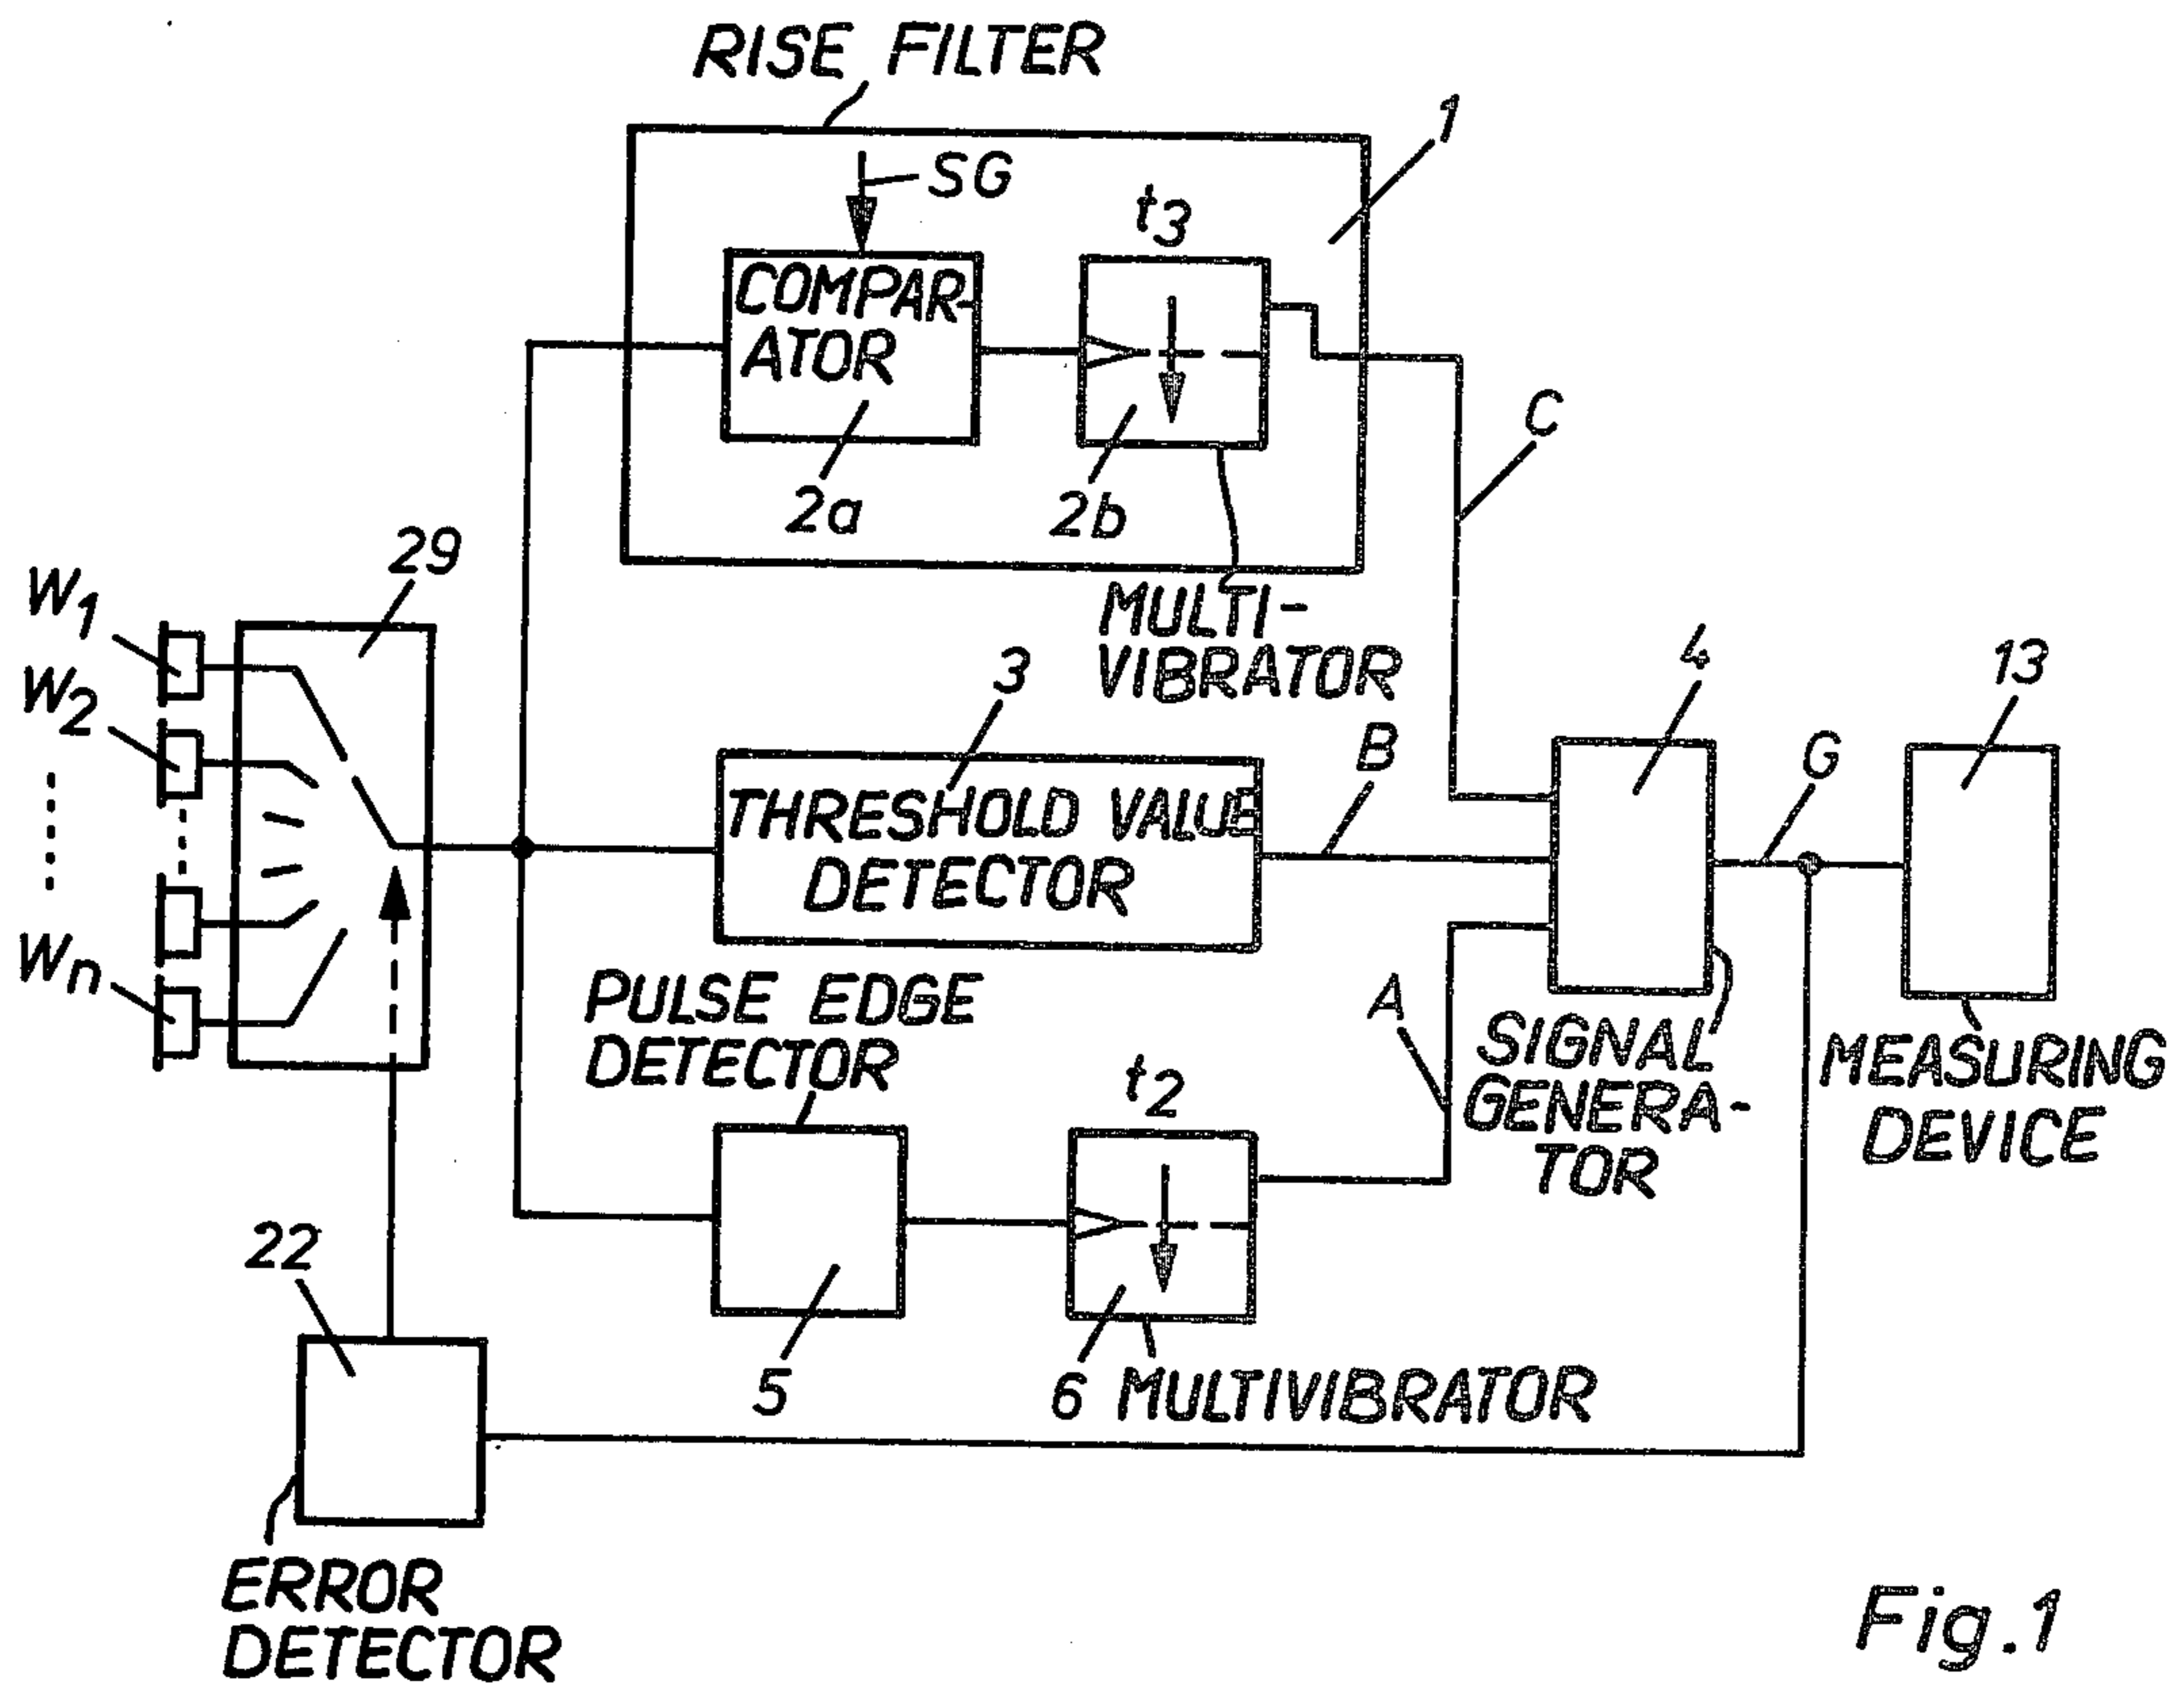 RISE FILTER
1
SG
t3
COMPAR-
ATOR
C
2a
2b
29
W1
MULTI-
VIBRATOR
W2
3
4
13
B
G
THRESHOLD VALUE
DETECTOR
Wn
PULSE EDGE
DETECTOR
A
SIGNAL
GENERA-
TOR
MEASURING
DEVICE
t2
22
5
6 MULTIVIBRATOR
ERROR
DETECTOR
Fig.1